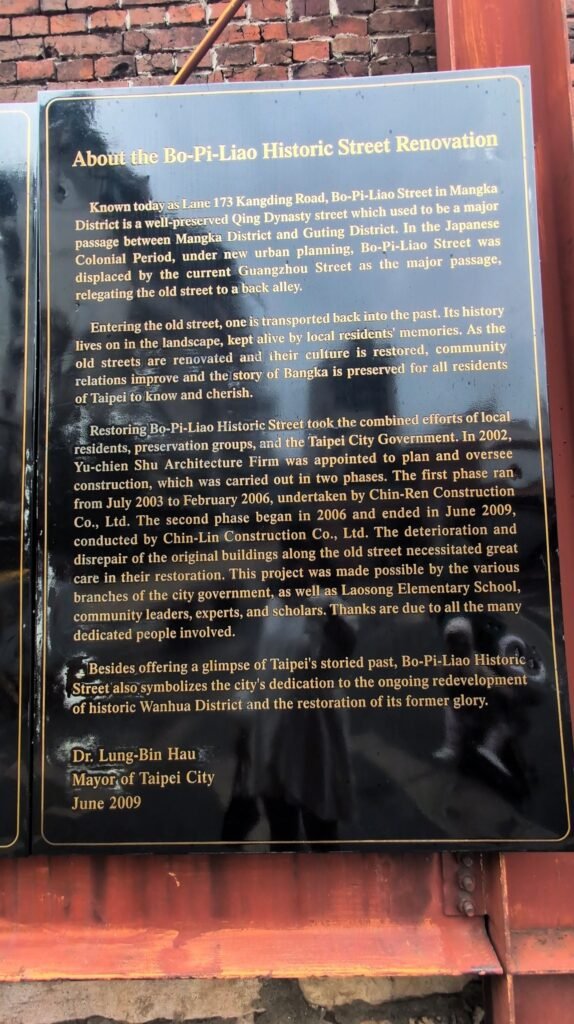 About the Bo-Pi-Liao Historic Street Renovation
Known today as Lane 173 Kangding Road, Bo-Pi-Liao Street in Mangka
District is a well-preserved Qing Dynasty street which used to be a major
passage between Mangka District and Guting District. In the Japanese
Colonial Period, under new urban planning, Bo-Pi-Liao Street was
displaced by the current Guangzhou Street as the major passage,
relegating the old street to a back alley.
Entering the old street, one is transported back into the past. Its history
lives on in the landscape, kept alive by local residents' memories. As the
old streets are renovated and their culture is restored, community
relations improve and the story of Bangka is preserved for all residents
of Taipei to know and cherish.
Restoring Bo-Pi-Liao Historic Street took the combined efforts of local
residents, preservation groups, and the Taipei City Government. In 2002,
Yu-chien Shu Architecture Firm was appointed to plan and oversee
construction, which was carried out in two phases. The first phase ran
from July 2003 to February 2006, undertaken by Chin-Ren Construction
Co., Ltd. The second phase began in 2006 and ended in June 2009,
conducted by Chin-Lin Construction Co., Ltd. The deterioration and
disrepair of the original buildings along the old street necessitated great
care in their restoration. This project was made possible by the various
branches of the city government, as well as Laosong Elementary School,
community leaders, experts, and scholars. Thanks are due to all the many
dedicated people involved.
Besides offering a glimpse of Taipei's storied past, Bo-Pi-Liao Historic
Street also symbolizes the city's dedication to the ongoing redevelopment
of historic Wanhua District and the restoration of its former glory.
Dr. Lung-Bin Hau
Mayor of Taipei City
June 2009